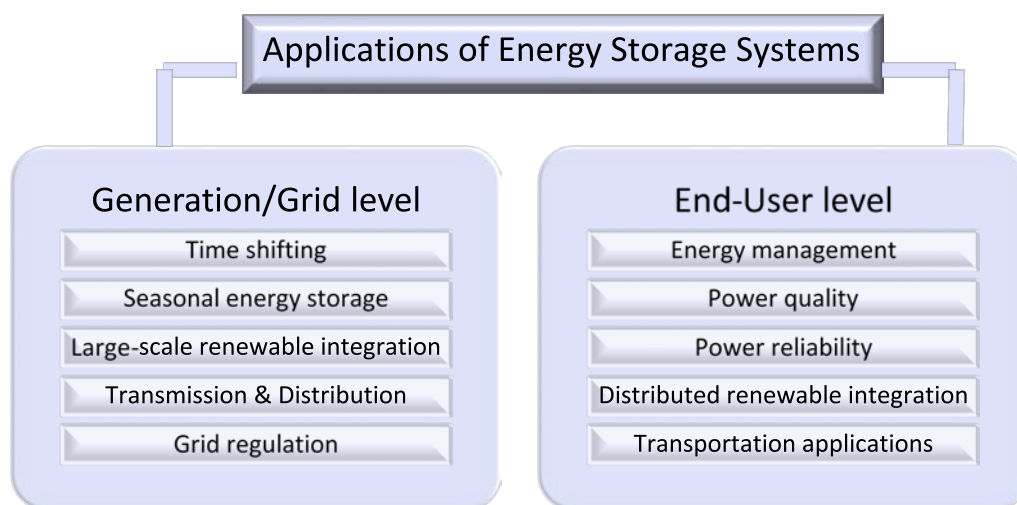 Applications of Energy Storage Systems
Generation/Grid level
Time shifting
Seasonal energy storage
Large-scale renewable integration
Transmission & Distribution
Grid regulation
End-User level
Energy management
Power quality
Power reliability
Distributed renewable integration
Transportation applications